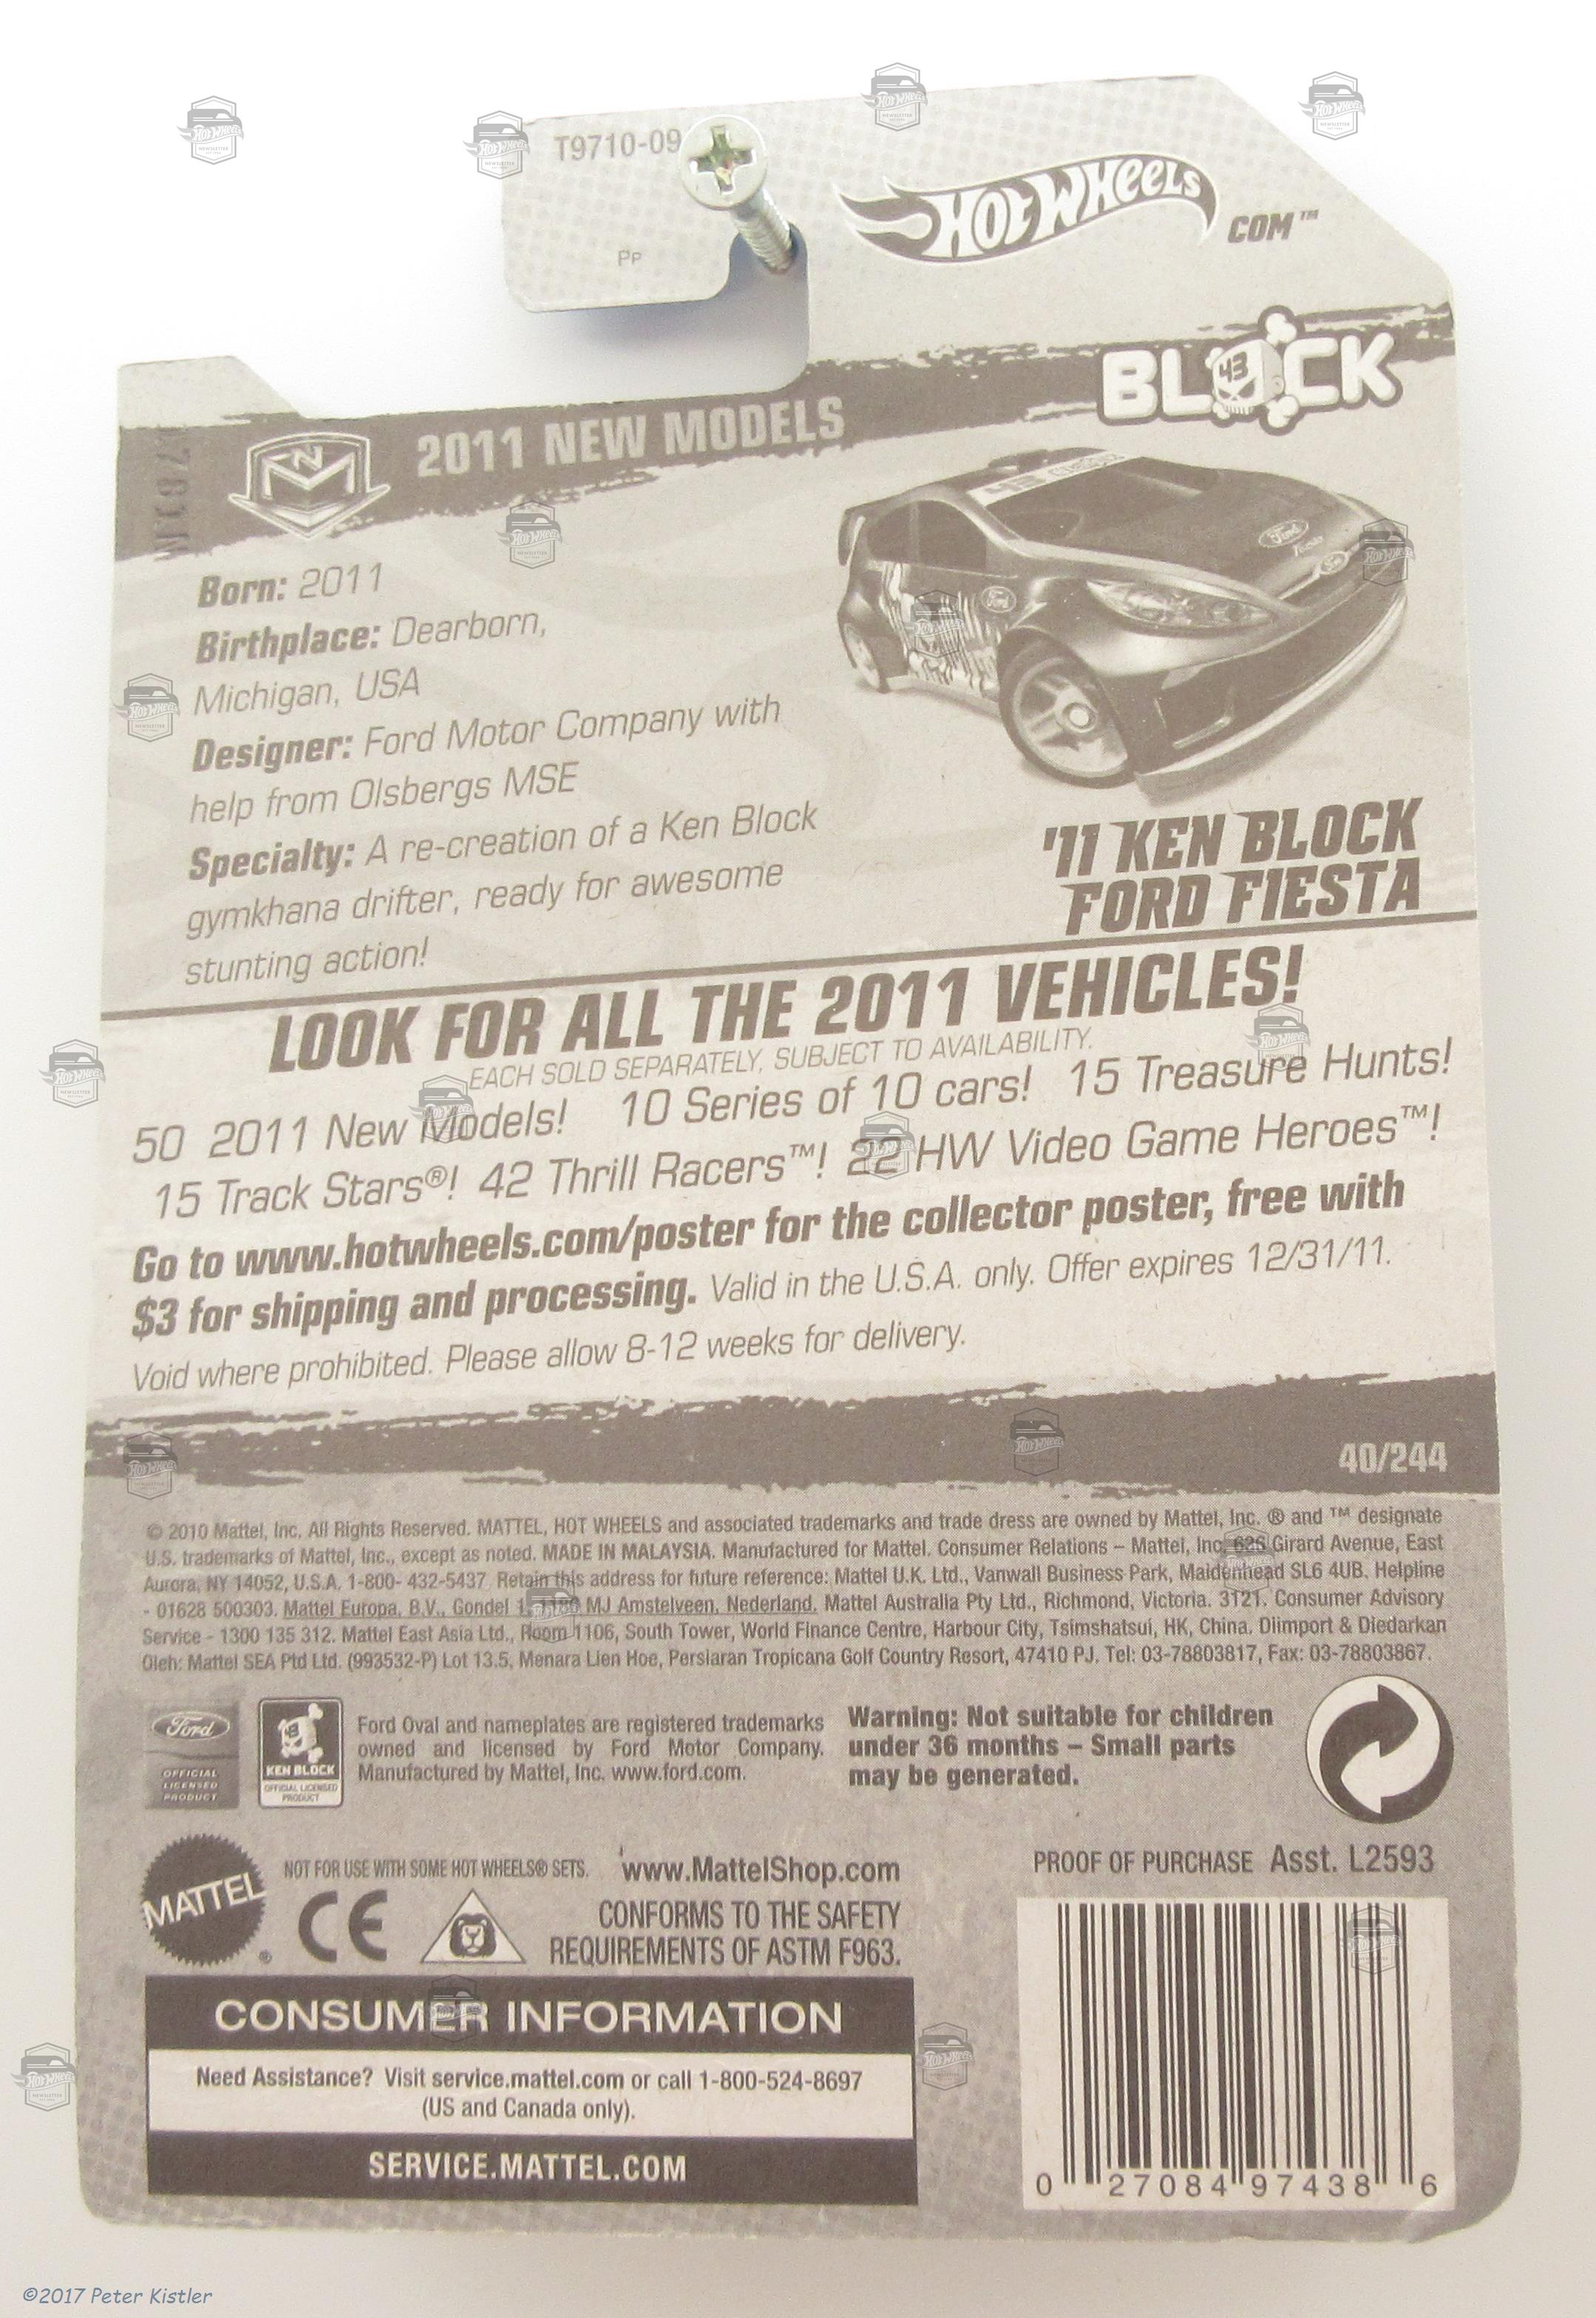 T9710-09
Pp
HOT WHEELS
COM™
BLOCK
43
2011 NEW MODELS
Born: 2011
Birthplace: Dearborn,
Michigan, USA
Designer: Ford Motor Company with
help from Olsbergs MSE
Specialty: A re-creation of a Ken Block
gymkhana drifter, ready for awesome
stunting action!
Ford
'11 KEN BLOCK
FORD FIESTA
LOOK FOR ALL THE 2011 VEHICLES!
EACH SOLD SEPARATELY, SUBJECT TO AVAILABILITY.
50 2011 New Models! 10 Series of 10 cars! 15 Treasure Hunts!
15 Track Stars®! 42 Thrill Racers™! 22 HW Video Game Heroes™!
Go to www.hotwheels.com/poster for the collector poster, free with
$3 for shipping and processing. Valid in the U.S.A. only. Offer expires 12/31/11.
Void where prohibited. Please allow 8-12 weeks for delivery.
40/244
© 2010 Mattel, Inc. All Rights Reserved. MATTEL, HOT WHEELS and associated trademarks and trade dress are owned by Mattel, Inc. ® and ™ designate
U.S. trademarks of Mattel, Inc., except as noted. MADE IN MALAYSIA. Manufactured for Mattel. Consumer Relations – Mattel, Inc. 636 Girard Avenue, East
Aurora, NY 14052, U.S.A. 1-800- 432-5437. Retain this address for future reference: Mattel U.K. Ltd., Vanwall Business Park, Maidenhead SL6 4UB. Helpline
- 01628 500303. Mattel Europa, B.V., Gondel 1, MJ Amstelveen, Nederland. Mattel Australia Pty Ltd., Richmond, Victoria. 3121. Consumer Advisory
Service - 1300 135 312. Mattel East Asia Ltd., Room 1106, South Tower, World Finance Centre, Harbour City, Tsimshatsui, HK, China. Diimport & Diedarkan
Oleh: Mattel SEA Ptd Ltd. (993532-P) Lot 13.5, Menara Lien Hoe, Persiaran Tropicana Golf Country Resort, 47410 PJ. Tel: 03-78803817, Fax: 03-78803867.
Ford
OFFICIAL
LICENSED
PRODUCT
43
KEN BLOCK
OFFICIAL LICENSED
PRODUCT
Ford Oval and nameplates are registered trademarks
owned and licensed by Ford Motor Company.
Manufactured by Mattel, Inc. www.ford.com.
Warning: Not suitable for children
under 36 months – Small parts
may be generated.
MATTEL®
NOT FOR USE WITH SOME HOT WHEELS® SETS.
www.MattelShop.com
CE
CONFORMS TO THE SAFETY
REQUIREMENTS OF ASTM F963.
PROOF OF PURCHASE Asst. L2593
CONSUMER INFORMATION
Need Assistance? Visit service.mattel.com or call 1-800-524-8697
(US and Canada only).
SERVICE.MATTEL.COM
0 27084 97438 6
©2017 Peter Kistler